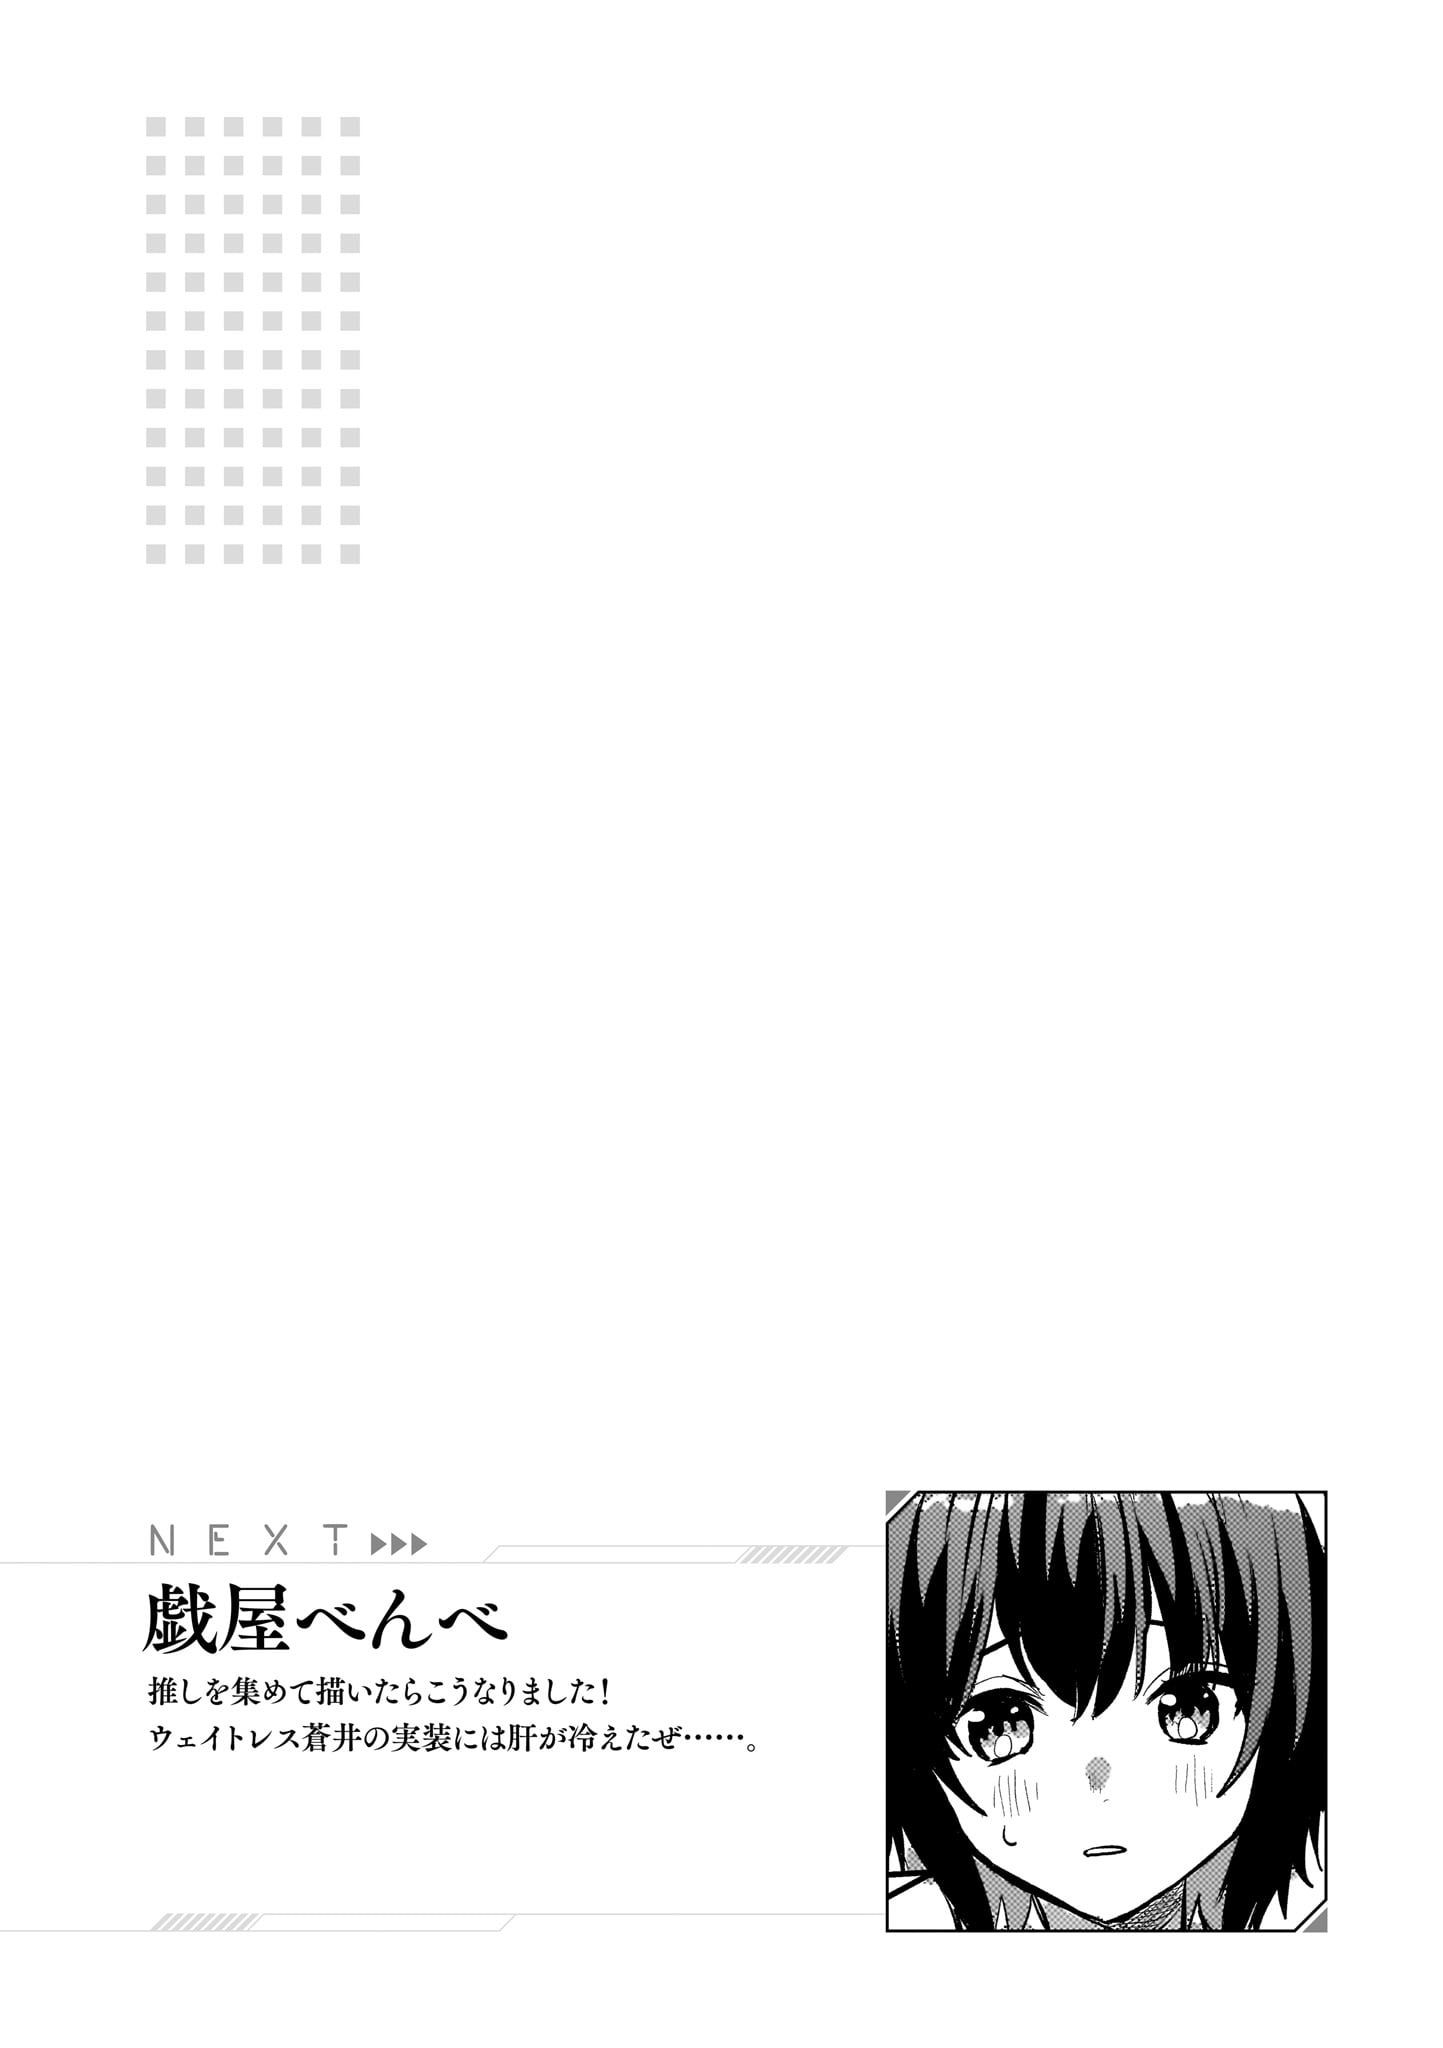 NEXT▶▶▶
戯屋べんべ
推しを集めて描いたらこうなりました！
ウェイトレス蒼井の実装には肝が冷えたぜ……。